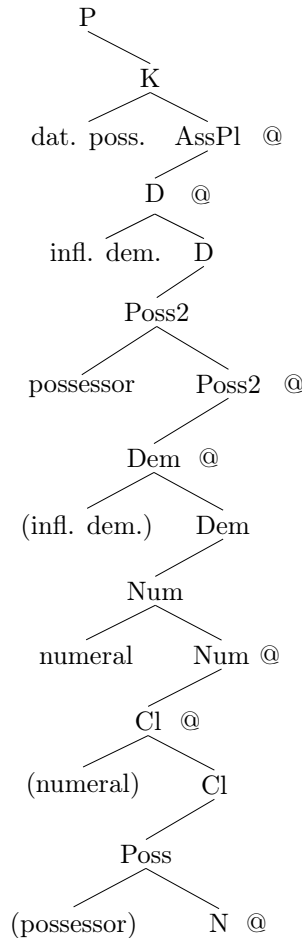 P
K
dat. poss. AssPl @
D @
infl. dem. D
Poss2
possessor Poss2 @
Dem @
(infl. dem.) Dem
Num
numeral Num @
Cl @
(numeral) Cl
Poss
(possessor) N @